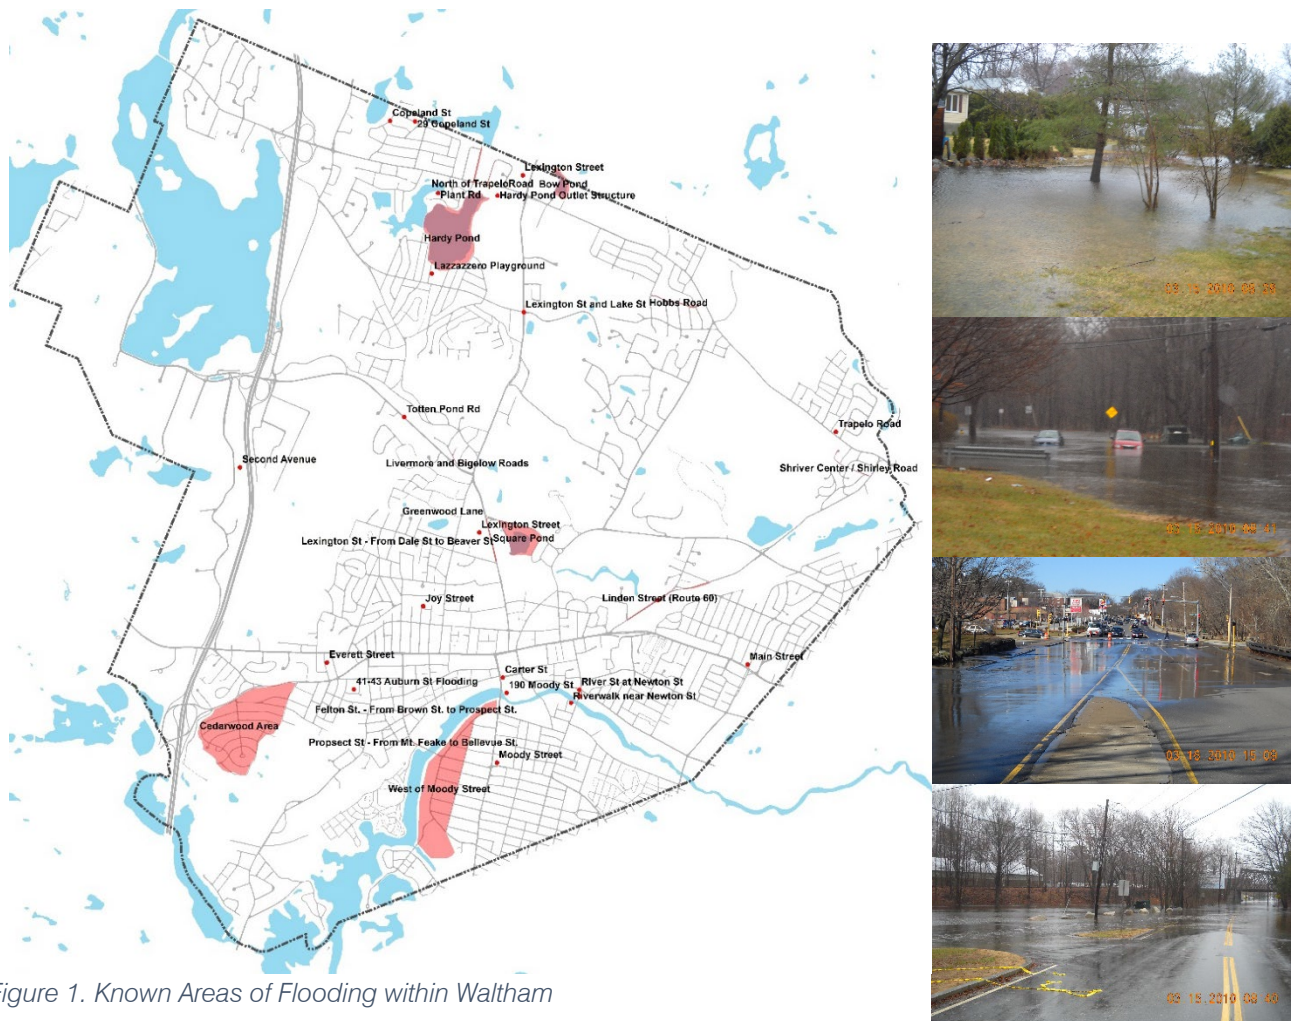 Copeland St
29 Copeland St
Lexington Street
North of TrapeloRoad
Bow Pond
Plant Rd
Hardy Pond Outlet Structure
Hardy Pond
Lazzazzero Playground
Lexington St and Lake St
Hobbs Road
Totten Pond Rd
Trapelo Road
Second Avenue
Livermore and Bigelow Roads
Shriver Center / Shirley Road
Greenwood Lane
Lexington Street
Square Pond
Lexington St - From Dale St to Beaver St
Joy Street
Linden Street (Route 60)
Everett Street
Main Street
Carter St
41-43 Auburn St Flooding
190 Moody St
River St at Newton St
Riverwalk near Newton St
Felton St. - From Brown St. to Prospect St.
Cedarwood Area
Propsect St - From Mt. Feake to Bellevue St.
Moody Street
West of Moody Street
igure 1. Known Areas of Flooding within Waltham